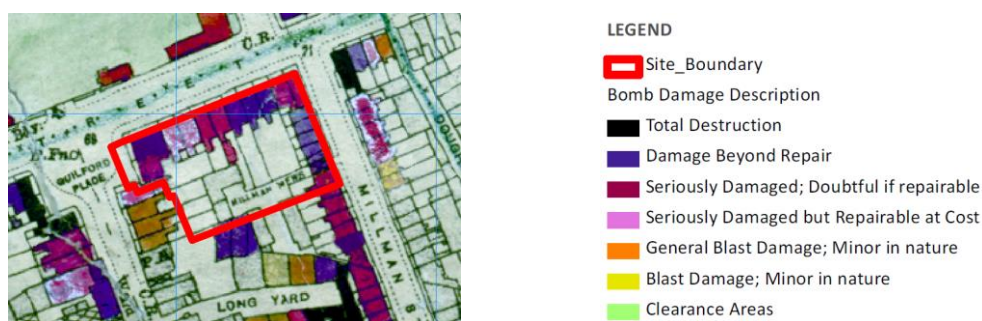 C.R.
71
S T R E E T
68
GUILFORD
PLACE
MILLMAN MEWS
MILLMAN S
LONG YARD
LEGEND
Site_Boundary
Bomb Damage Description
Total Destruction
Damage Beyond Repair
Seriously Damaged; Doubtful if repairable
Seriously Damaged but Repairable at Cost
General Blast Damage; Minor in nature
Blast Damage; Minor in nature
Clearance Areas